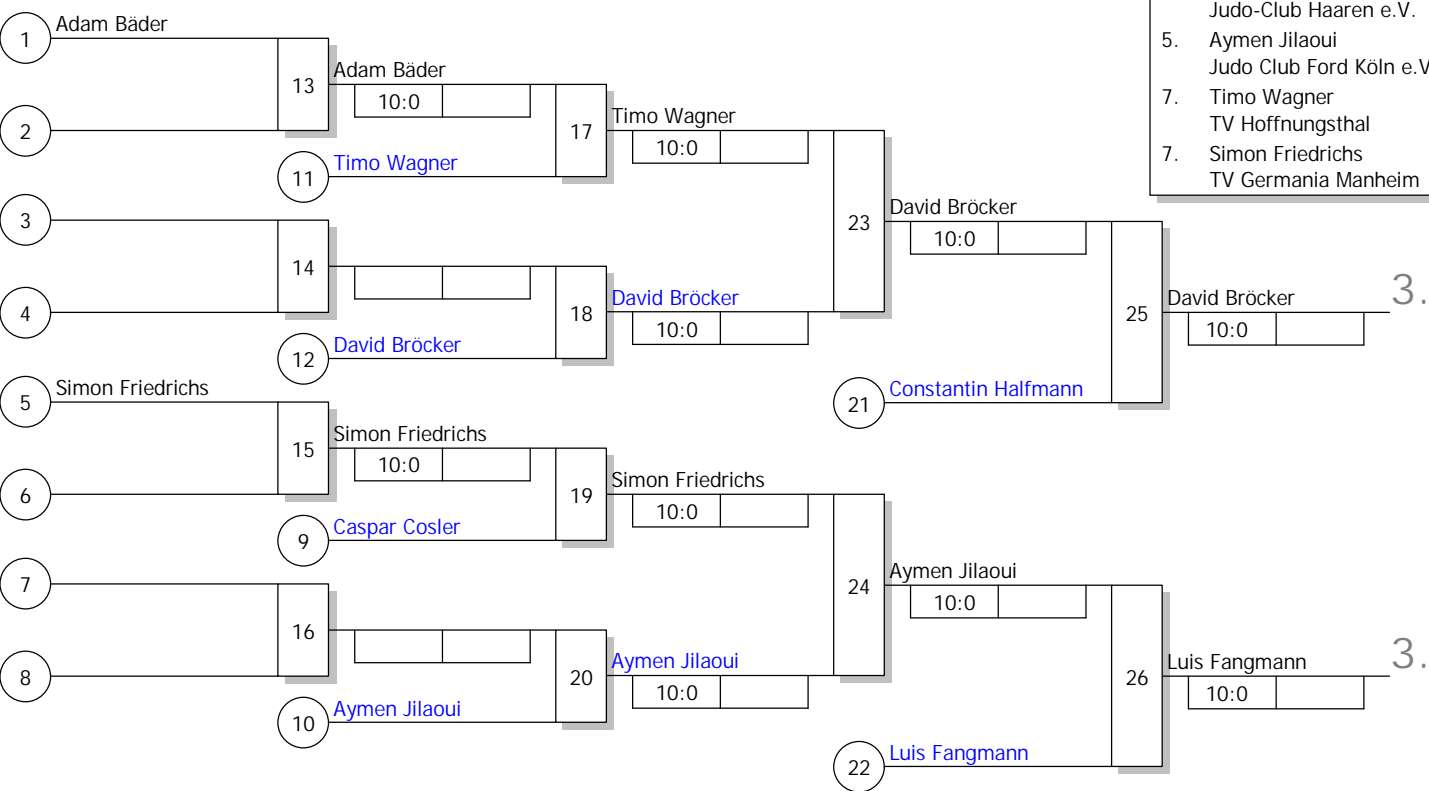 Judo-Club Haaren e.V.
5. Aymen Jilaoui
Judo Club Ford Köln e.V
7. Timo Wagner
TV Hoffnungsthal
7. Simon Friedrichs
TV Germania Manheim
1 Adam Bäder
13 Adam Bäder
10:0
2
17 Timo Wagner
10:0
11 Timo Wagner
3
23 David Bröcker
10:0
14
4
18 David Bröcker
10:0
12 David Bröcker
25 David Bröcker 3.
10:0
5 Simon Friedrichs
21 Constantin Halfmann
15 Simon Friedrichs
10:0
6
19 Simon Friedrichs
10:0
9 Caspar Cosler
7
24 Aymen Jilaoui
10:0
16
8
20 Aymen Jilaoui
10:0
10 Aymen Jilaoui
26 Luis Fangmann 3.
10:0
22 Luis Fangmann